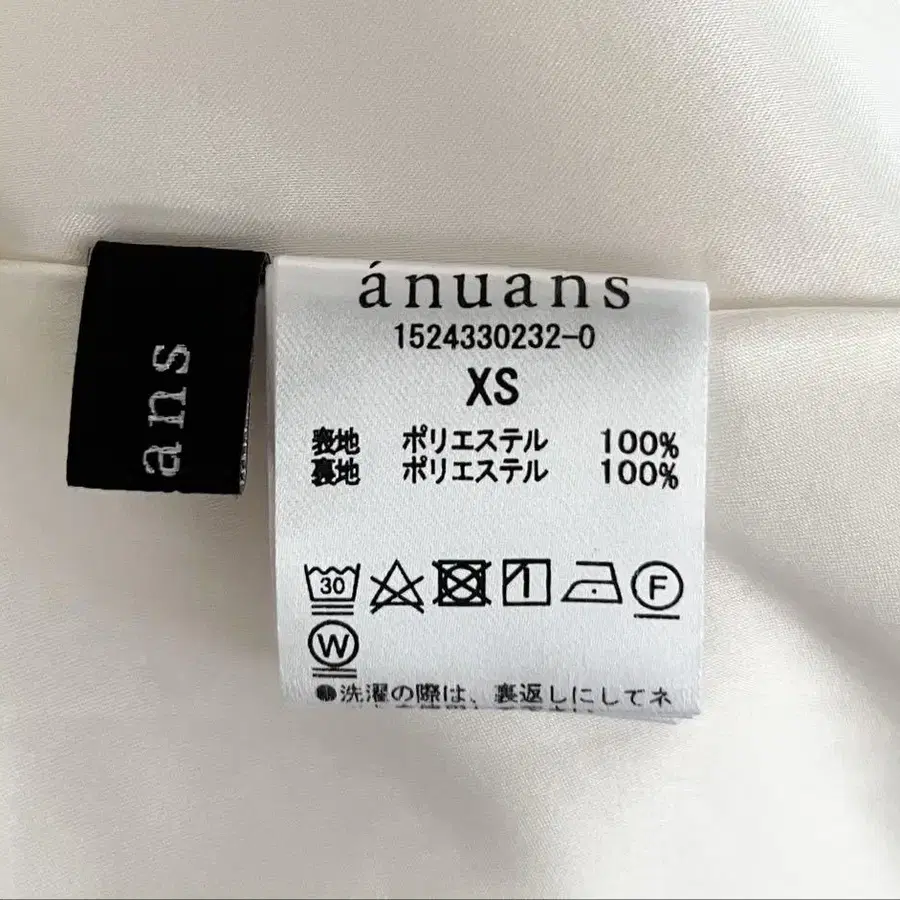 ans
ánuans
1524330232-0
XS
表地 ポリエステル 100%
裏地 ポリエステル 100%
30 1 F
W
●洗濯の際は、裏返しにしてネ